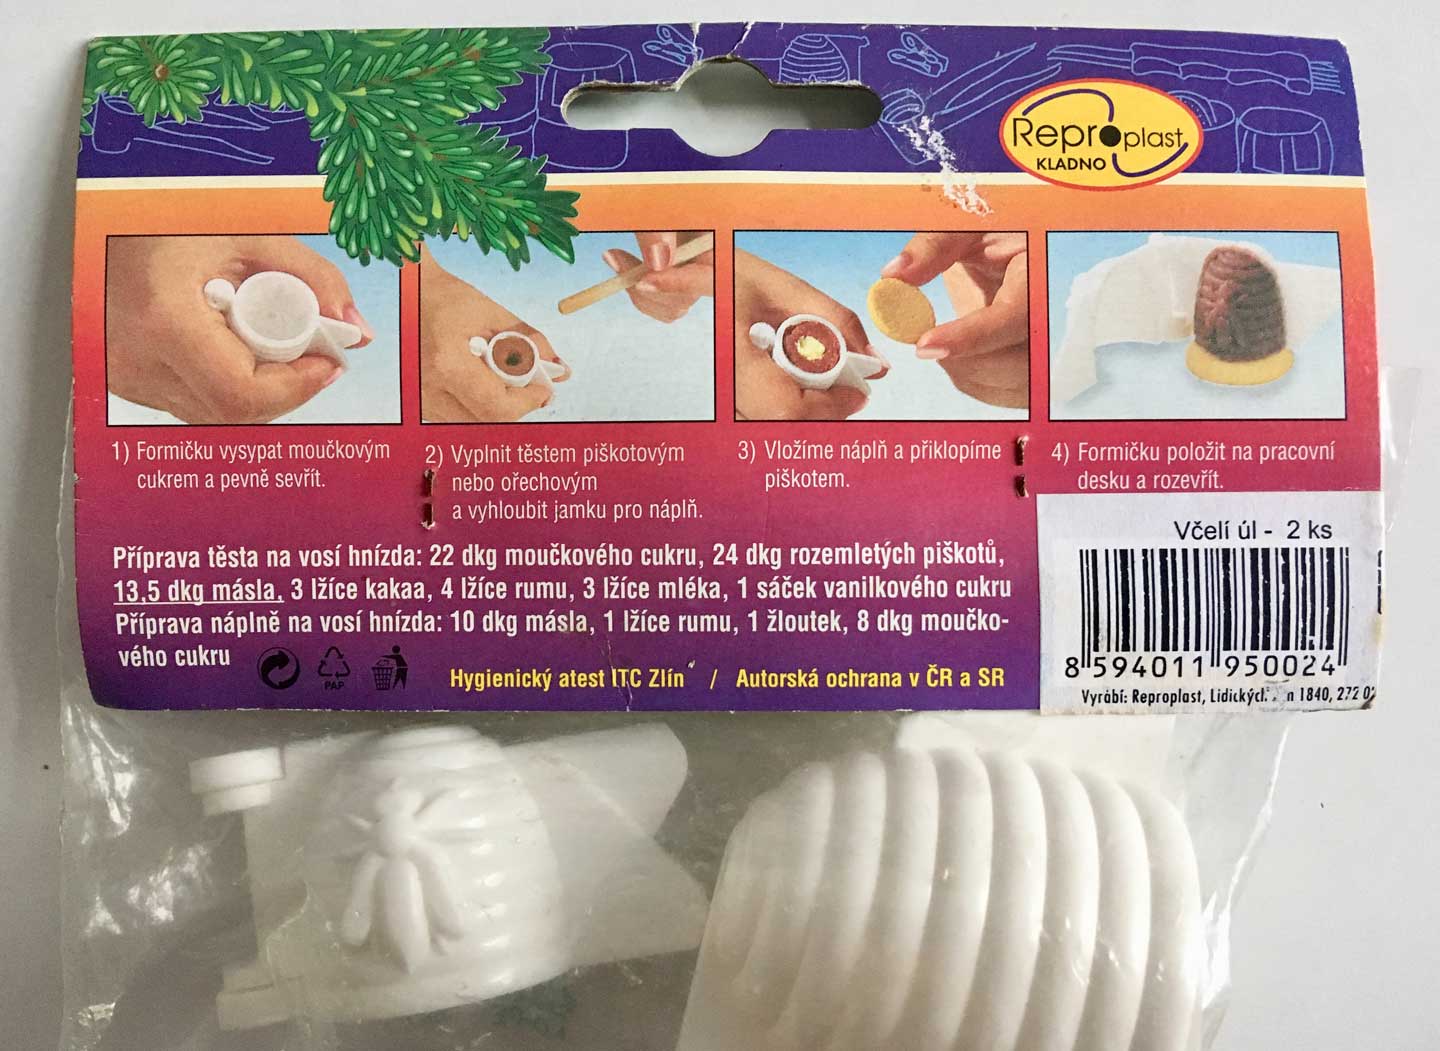 Reproplast
KLADNO
1) Formičku vysypat moučkovým
cukrem a pevně sevřít.
2) Vyplnit těstem piškotovým
nebo ořechovým
a vyhloubit jamku pro náplň.
3) Vložíme náplň a přiklopíme
piškotem.
4) Formičku položit na pracovní
desku a rozevřít.
Příprava těsta na vosí hnízda: 22 dkg moučkového cukru, 24 dkg rozemletých piškotů,
13,5 dkg másla, 3 lžíce kakaa, 4 lžíce rumu, 3 lžíce mléka, 1 sáček vanilkového cukru
Příprava náplně na vosí hnízda: 10 dkg másla, 1 lžíce rumu, 1 žloutek, 8 dkg moučko-
vého cukru
PAP
Hygienický atest ITC Zlín / Autorská ochrana v ČR a SR
Včelí úl - 2 ks
8 594011 950024
Vyrábí: Reproplast, 1840, 272